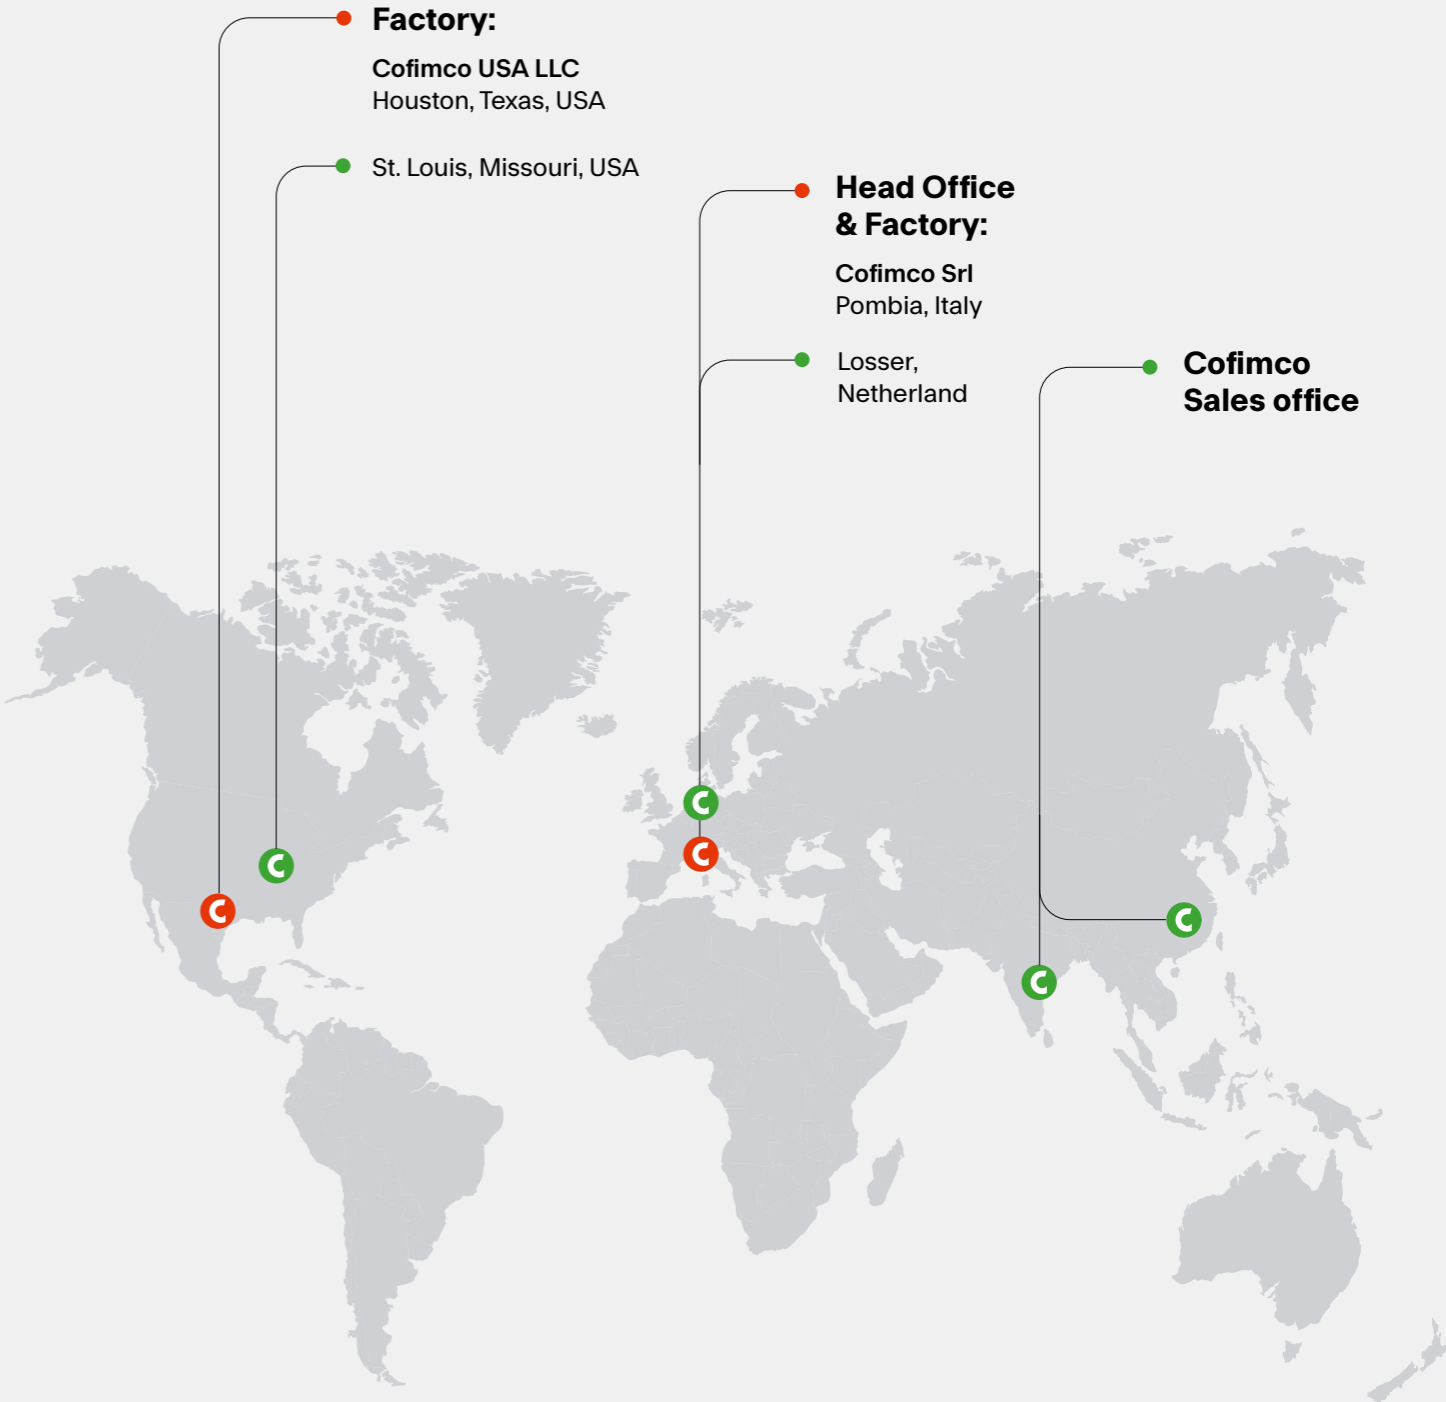 Factory:
Cofimco USA LLC
Houston, Texas, USA
St. Louis, Missouri, USA
Head Office
& Factory:
Cofimco Srl
Pombia, Italy
Losser,
Netherland
Cofimco
Sales office
C
C
C
C
C
C